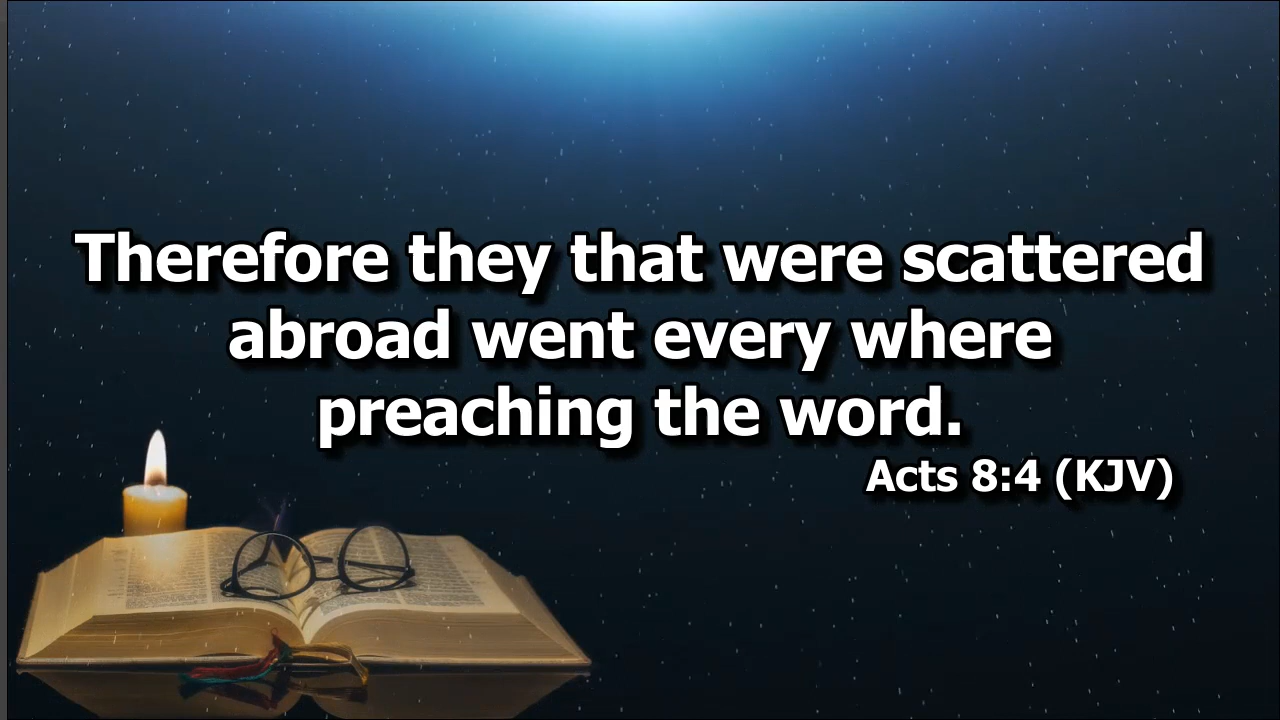 Therefore they that were scattered
abroad went every where
preaching the word.
Acts 8:4 (KJV)